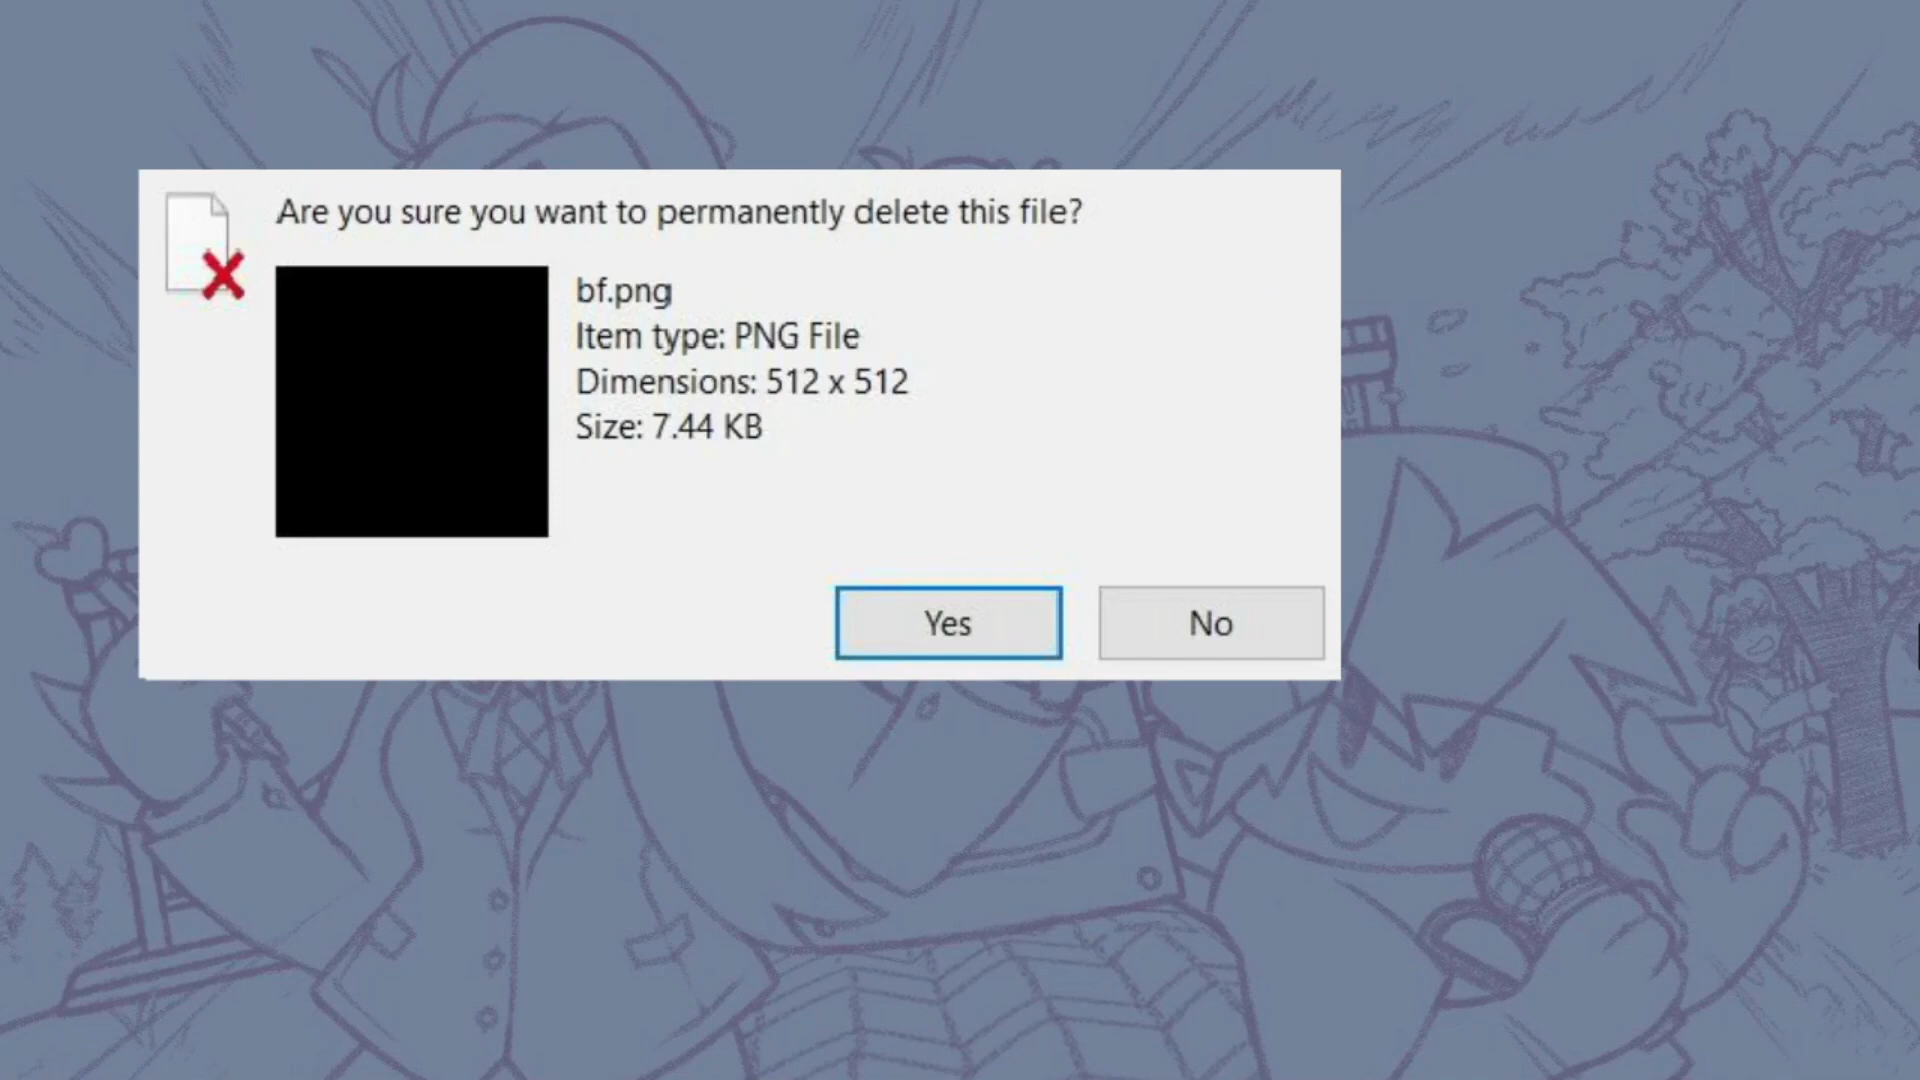 Are you sure you want to permanently delete this file?
bf.png
Item type: PNG File
Dimensions: 512 x 512
Size: 7.44 KB
Yes
No